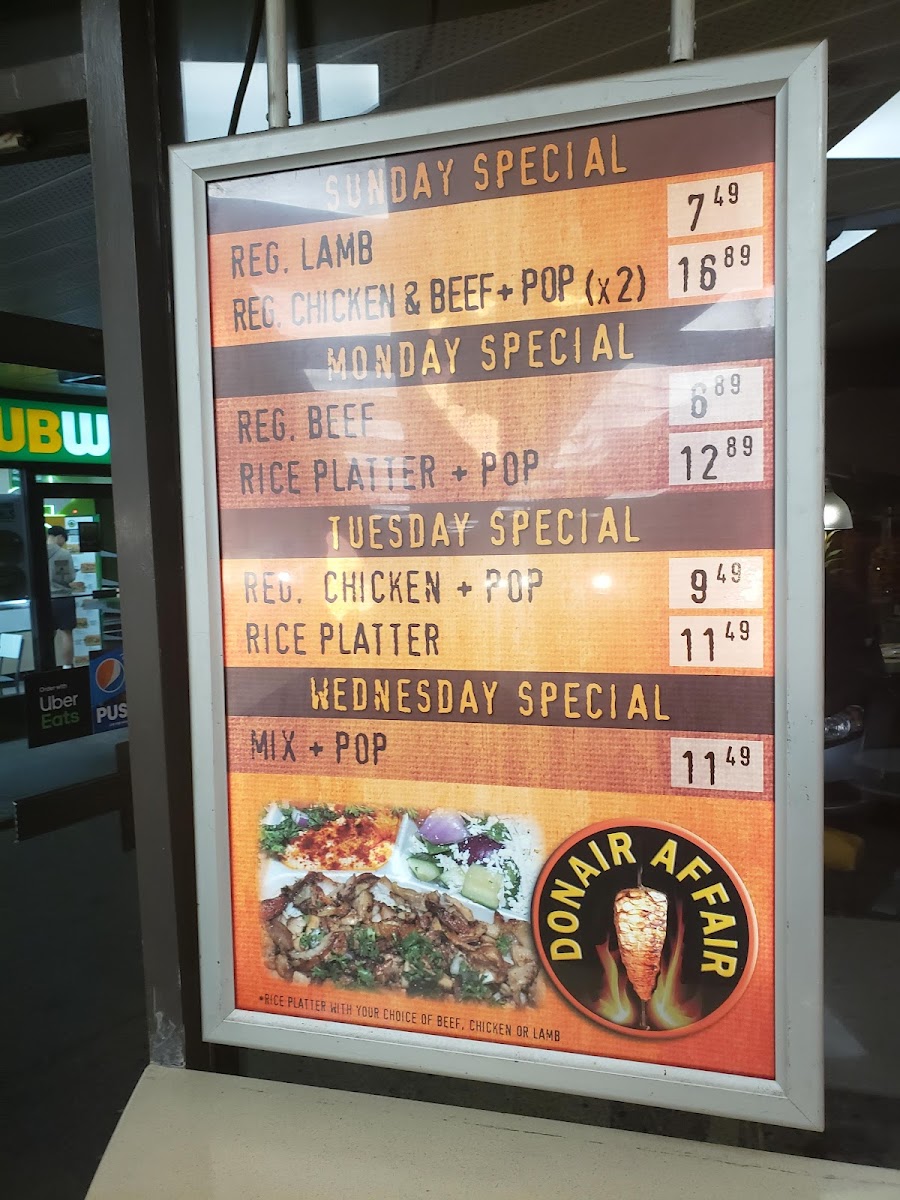 SUNDAY SPECIAL
REG. LAMB 7 49
REG. CHICKEN & BEEF + POP (x2) 16 89
MONDAY SPECIAL
REG. BEEF 6 89
RICE PLATTER + POP 12 89
TUESDAY SPECIAL
REG. CHICKEN + POP 9 49
RICE PLATTER 11 49
WEDNESDAY SPECIAL
MIX + POP 11 49
DONAIR AFFAIR
*RICE PLATTER WITH YOUR CHOICE OF BEEF, CHICKEN OR LAMB
UBW
Order with
Uber
Eats
PUS